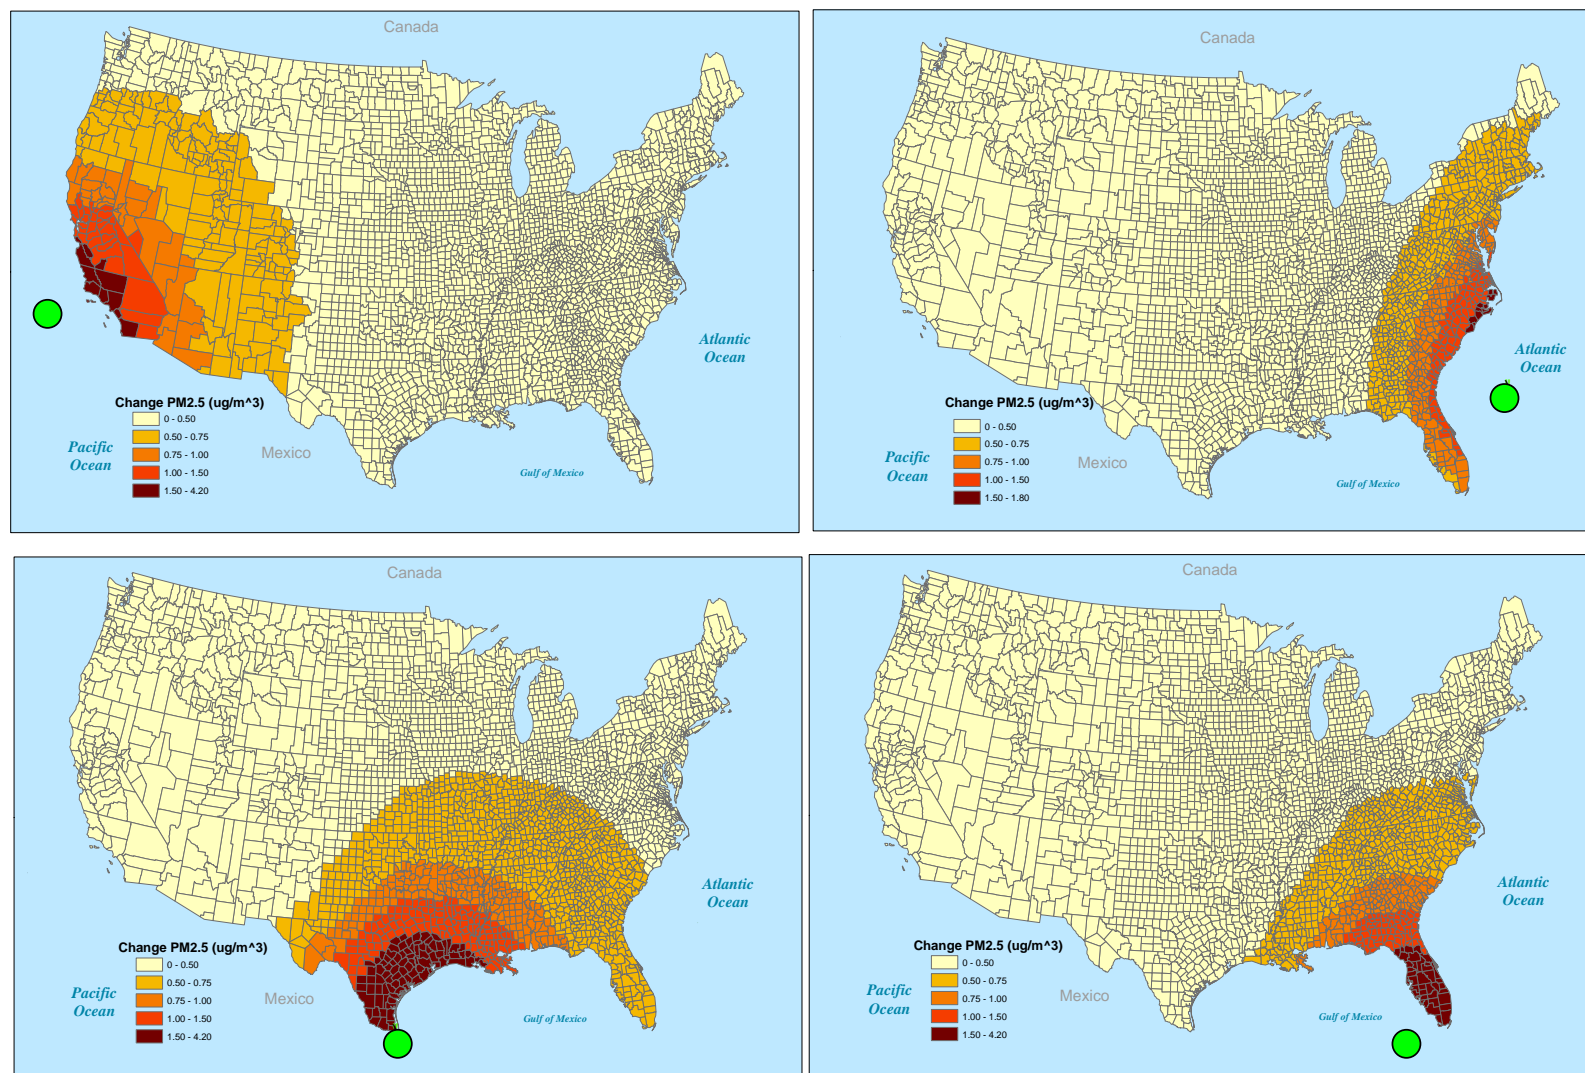 Canada
Atlantic
Ocean
Change PM2.5 (ug/m^3)
0 - 0.50
0.50 - 0.75
0.75 - 1.00
1.00 - 1.50
1.50 - 4.20
Pacific
Ocean
Mexico
Gulf of Mexico
Canada
Atlantic
Ocean
Change PM2.5 (ug/m^3)
0 - 0.50
0.50 - 0.75
0.75 - 1.00
1.00 - 1.50
1.50 - 1.80
Pacific
Ocean
Mexico
Gulf of Mexico
Canada
Atlantic
Ocean
Change PM2.5 (ug/m^3)
0 - 0.50
0.50 - 0.75
0.75 - 1.00
1.00 - 1.50
1.50 - 4.20
Pacific
Ocean
Mexico
Gulf of Mexico
Canada
Atlantic
Ocean
Change PM2.5 (ug/m^3)
0 - 0.50
0.50 - 0.75
0.75 - 1.00
1.00 - 1.50
1.50 - 4.20
Pacific
Ocean
Mexico
Gulf of Mexico